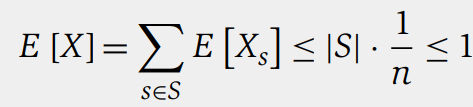 E [X] = ∑_{s∈S} E [X_s] ≤ |S| · 1/n ≤ 1